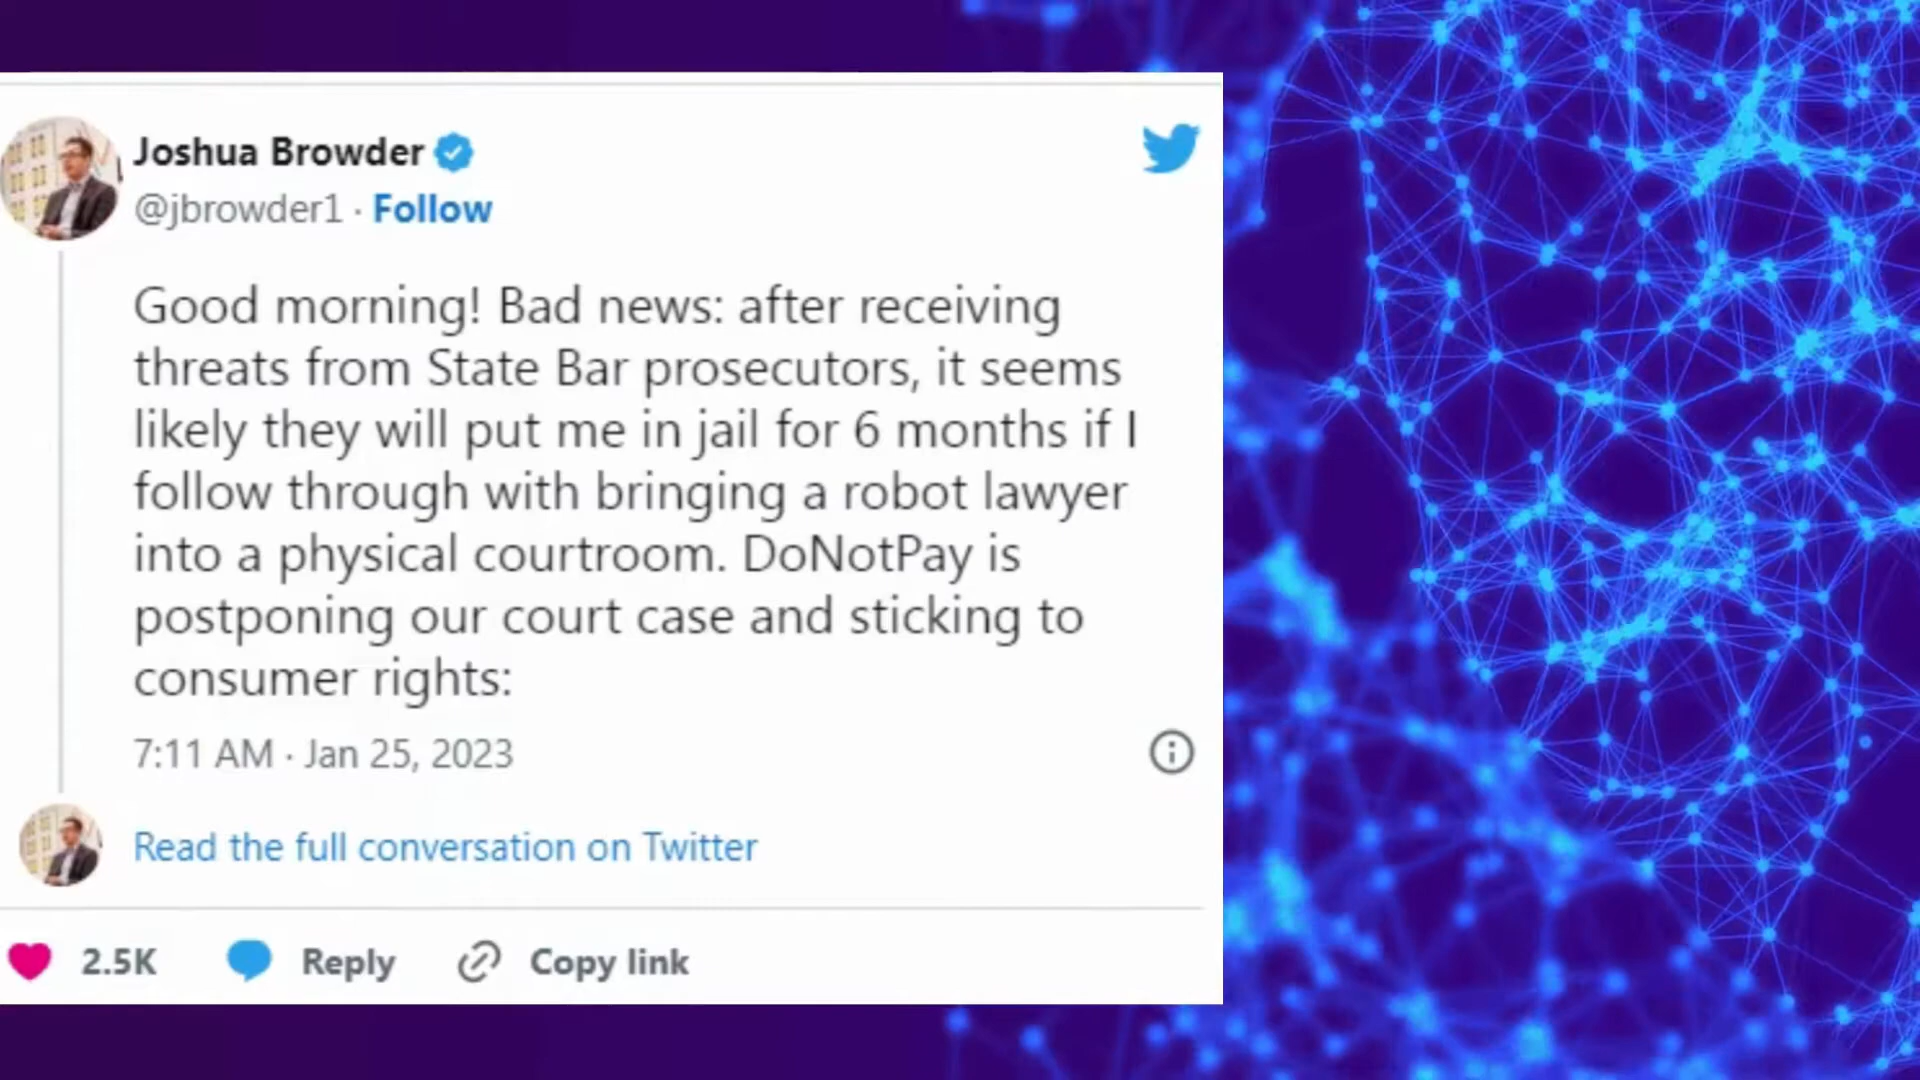 Joshua Browder
@jbrowder1 · Follow
Good morning! Bad news: after receiving
threats from State Bar prosecutors, it seems
likely they will put me in jail for 6 months if I
follow through with bringing a robot lawyer
into a physical courtroom. DoNotPay is
postponing our court case and sticking to
consumer rights:
7:11 AM · Jan 25, 2023
Read the full conversation on Twitter
2.5K Reply Copy link